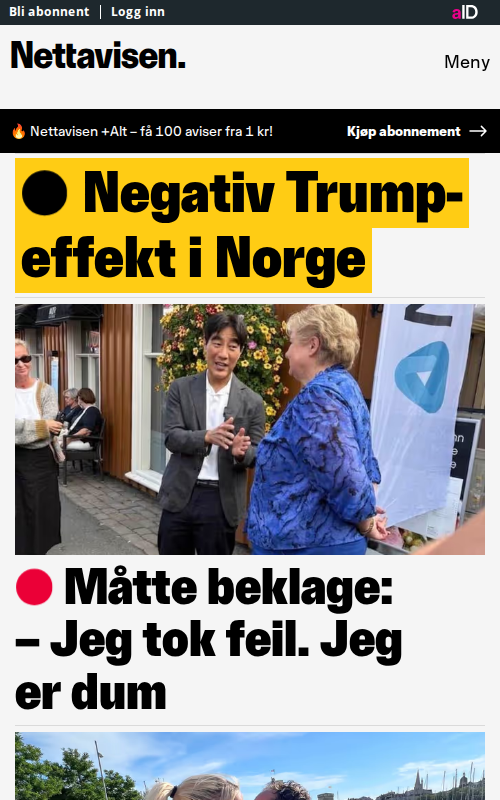 Bli abonnent | Logg inn
aID
Nettavisen.
Meny
🔥 Nettavisen +Alt – få 100 aviser fra 1 kr!
Kjøp abonnement →
Negativ Trump-
effekt i Norge
Måtte beklage:
– Jeg tok feil. Jeg
er dum